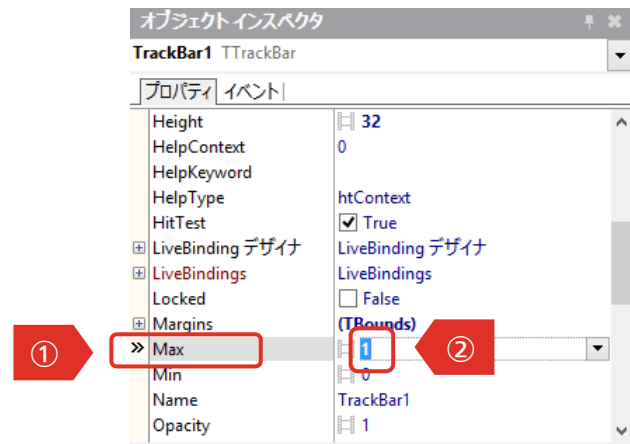 オブジェクト インスペクタ
TrackBar1 TTrackBar
プロパティ イベント
Height 32
HelpContext 0
HelpKeyword
HelpType htContext
HitTest True
LiveBinding デザイナ LiveBinding デザイナ
LiveBindings LiveBindings
Locked False
Margins (TBounds)
① » Max 1 ②
Min 0
Name TrackBar1
Opacity 1